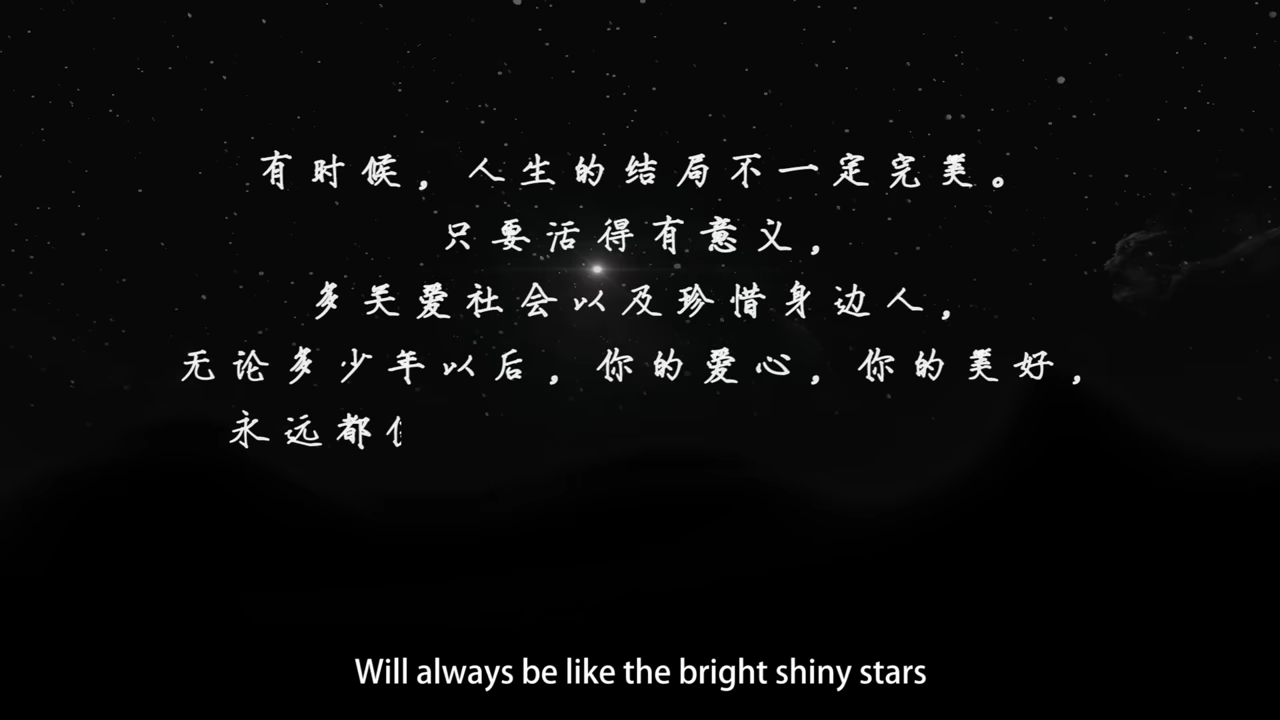 有时候，人生的结局不一定完美。
只要活得有意义，
多关爱社会以及珍惜身边人，
无论多少年以后，你的爱心，你的美好，
永远都
Will always be like the bright shiny stars